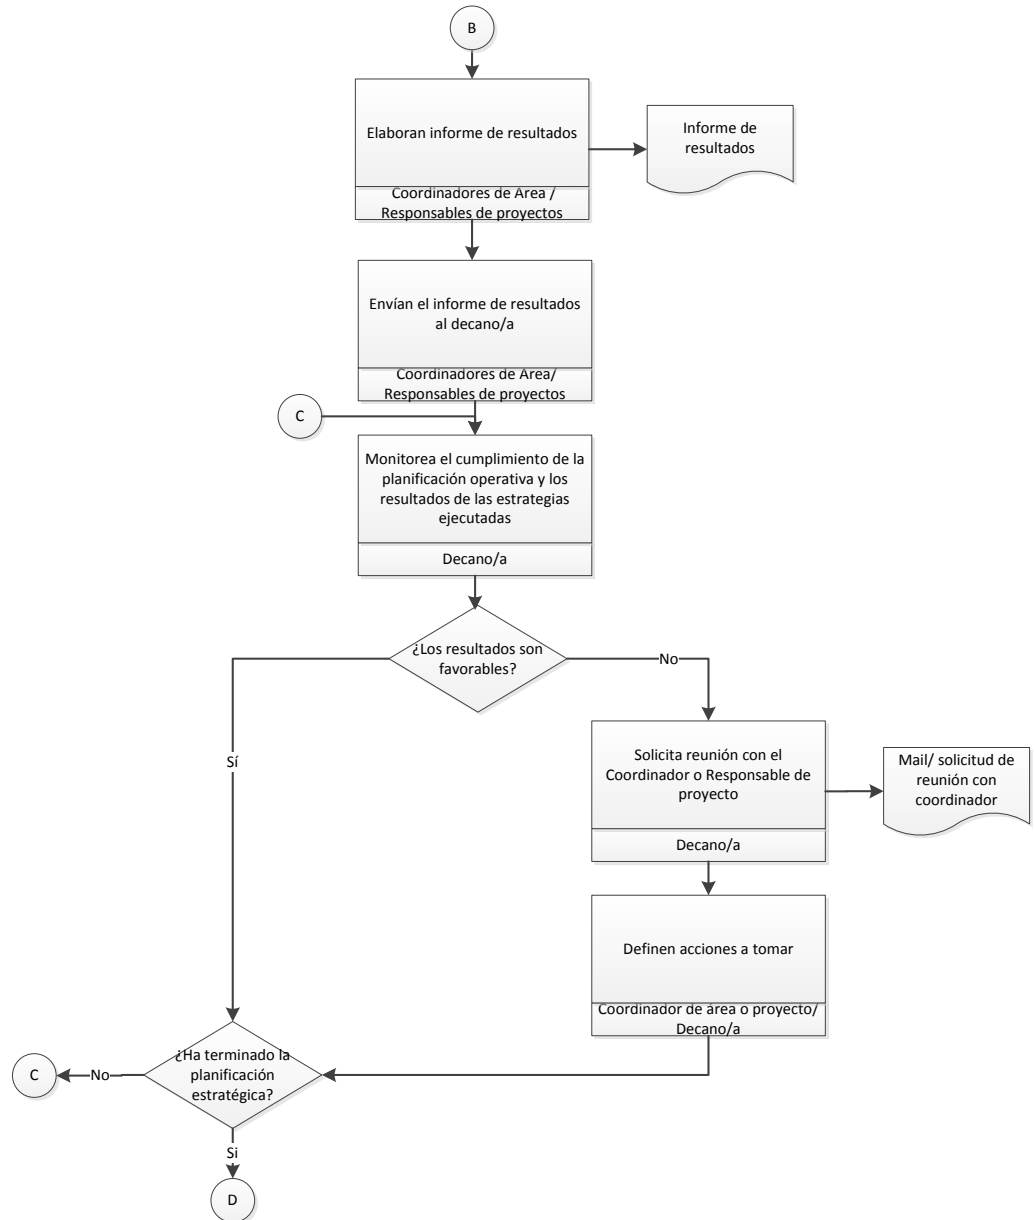 B
Elaboran informe de resultados
Coordinadores de Área /
Responsables de proyectos
Informe de
resultados
Envían el informe de resultados
al decano/a
Coordinadores de Área/
Responsables de proyectos
C
Monitorea el cumplimiento de la
planificación operativa y los
resultados de las estrategias
ejecutadas
Decano/a
¿Los resultados son
favorables?
No
Sí
Solicita reunión con el
Coordinador o Responsable de
proyecto
Decano/a
Mail/ solicitud de
reunión con
coordinador
Definen acciones a tomar
Coordinador de área o proyecto/
Decano/a
¿Ha terminado la
planificación
estratégica?
No
C
Si
D